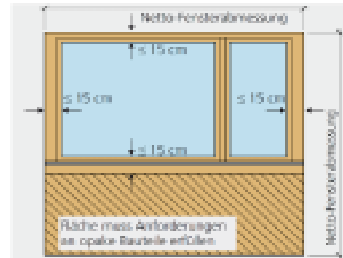 Netto-Fensterabmessung
≤ 15 cm
≤ 15 cm
≤ 15 cm
≤ 15 cm
Netto-Fensterabmessung
Fläche muss Anforderungen
an opake Bauteile erfüllen